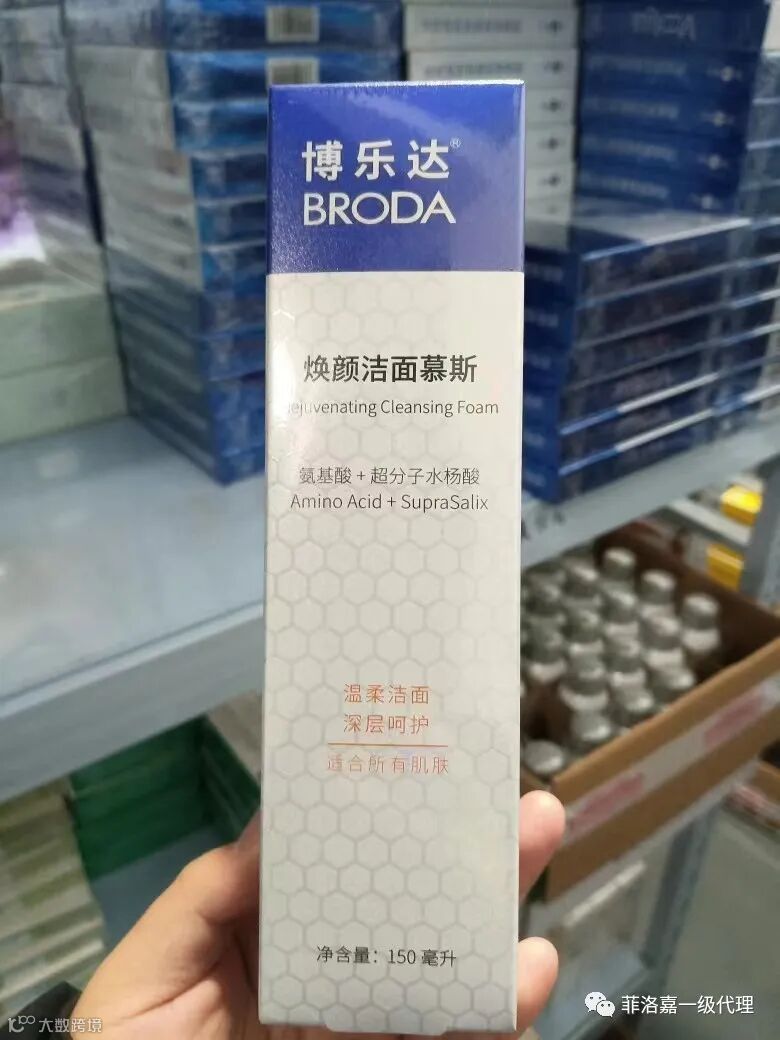 博乐达®
BRODA
焕颜洁面慕斯
Rejuvenating Cleansing Foam
氨基酸 + 超分子水杨酸
Amino Acid + SupraSalix
温柔洁面
深层呵护
适合所有肌肤
净含量：150 毫升
菲洛嘉一级代理
大数跨境